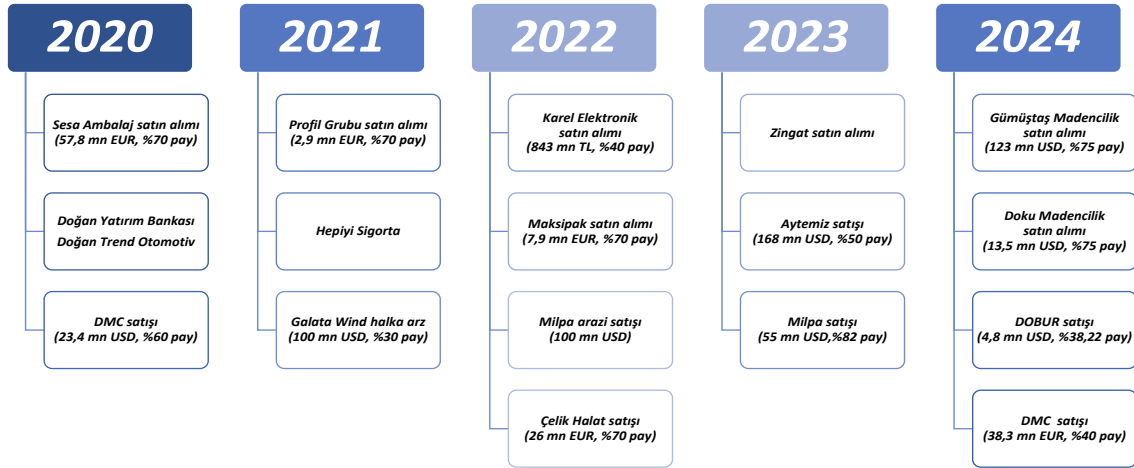 2020
Sesa Ambalaj satın alımı
(57,8 mn EUR, %70 pay)
Doğan Yatırım Bankası
Doğan Trend Otomotiv
DMC satışı
(23,4 mn USD, %60 pay)
2021
Profil Grubu satın alımı
(2,9 mn EUR, %70 pay)
Hepiyi Sigorta
Galata Wind halka arz
(100 mn USD, %30 pay)
2022
Karel Elektronik
satın alımı
(843 mn TL, %40 pay)
Maksipak satın alımı
(7,9 mn EUR, %70 pay)
Milpa arazi satışı
(100 mn USD)
Çelik Halat satışı
(26 mn EUR, %70 pay)
2023
Zingat satın alımı
Aytemiz satışı
(168 mn USD, %50 pay)
Milpa satışı
(55 mn USD,%82 pay)
2024
Gümüştaş Madencilik
satın alımı
(123 mn USD, %75 pay)
Doku Madencilik
satın alımı
(13,5 mn USD, %75 pay)
DOBUR satışı
(4,8 mn USD, %38,22 pay)
DMC satışı
(38,3 mn EUR, %40 pay)